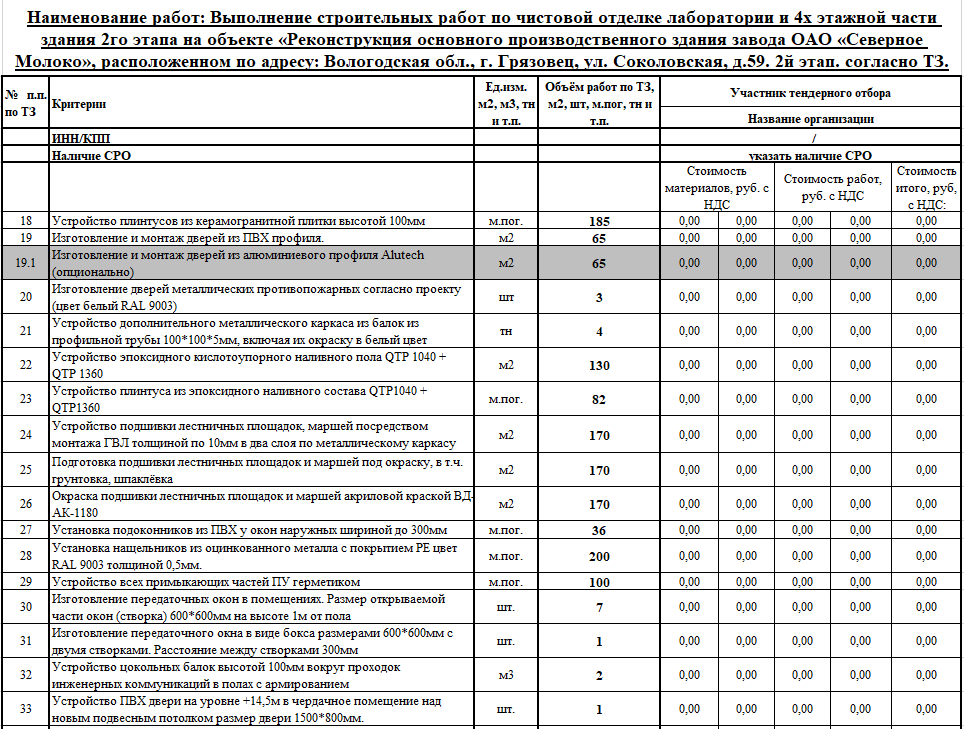 Наименование работ: Выполнение строительных работ по чистовой отделке лаборатории и 4х этажной части
здания 2го этапа на объекте «Реконструкция основного производственного здания завода ОАО «Северное
Молоко», расположенном по адресу: Вологодская обл., г. Грязовец, ул. Соколовская, д.59. 2й этап. согласно ТЗ.
№ п.п. по ТЗ
Критерии
Ед.изм. м2, м3, тн и т.п.
Объём работ по ТЗ, м2, шт, м.пог, тн и т.п.
Участник тендерного отбора
Название организации
ИНН/КПП /
Наличие СРО указать наличие СРО
Стоимость материалов, руб. с НДС
Стоимость работ, руб. с НДС
Стоимость итого, руб, с НДС:
18 Устройство плинтусов из керамогранитной плитки высотой 100мм м.пог. 185 0,00 0,00 0,00 0,00 0,00
19 Изготовление и монтаж дверей из ПВХ профиля. м2 65 0,00 0,00 0,00 0,00 0,00
19.1 Изготовление и монтаж дверей из алюминиевого профиля Alutech
(опционально) м2 65 0,00 0,00 0,00 0,00 0,00
20 Изготовление дверей металлических противопожарных согласно проекту
(цвет белый RAL 9003) шт 3 0,00 0,00 0,00 0,00 0,00
21 Устройство дополнительного металлического каркаса из балок из
профильной трубы 100*100*5мм, включая их окраску в белый цвет тн 4 0,00 0,00 0,00 0,00 0,00
22 Устройство эпоксидного кислотоупорного наливного пола QTP 1040 +
QTP 1360 м2 130 0,00 0,00 0,00 0,00 0,00
23 Устройство плинтуса из эпоксидного наливного состава QTP1040 +
QTP1360 м.пог. 82 0,00 0,00 0,00 0,00 0,00
24 Устройство подшивки лестничных площадок, маршей посредством
монтажа ГВЛ толщиной по 10мм в два слоя по металлическому каркасу м2 170 0,00 0,00 0,00 0,00 0,00
25 Подготовка подшивки лестничных площадок и маршей под окраску, в т.ч.
грунтовка, шпаклёвка м2 170 0,00 0,00 0,00 0,00 0,00
26 Окраска подшивки лестничных площадок и маршей акриловой краской ВД-
АК-1180 м2 170 0,00 0,00 0,00 0,00 0,00
27 Установка подоконников из ПВХ у окон наружных шириной до 300мм м.пог. 36 0,00 0,00 0,00 0,00 0,00
28 Установка нащельников из оцинкованного металла с покрытием РЕ цвет
RAL 9003 толщиной 0,5мм. м.пог. 200 0,00 0,00 0,00 0,00 0,00
29 Устройство всех примыкающих частей ПУ герметиком м.пог. 100 0,00 0,00 0,00 0,00 0,00
30 Изготовление передаточных окон в помещениях. Размер открываемой
части окон (створка) 600*600мм на высоте 1м от пола шт. 7 0,00 0,00 0,00 0,00 0,00
31 Изготовление передаточного окна в виде бокса размерами 600*600мм с
двумя створками. Расстояние между створками 300мм шт. 1 0,00 0,00 0,00 0,00 0,00
32 Устройство цокольных балок высотой 100мм вокруг проходок
инженерных коммуникаций в полах с армированием м3 2 0,00 0,00 0,00 0,00 0,00
33 Устройство ПВХ двери на уровне +14,5м в чердачное помещение над
новым подвесным потолком размер двери 1500*800мм. шт. 1 0,00 0,00 0,00 0,00 0,00